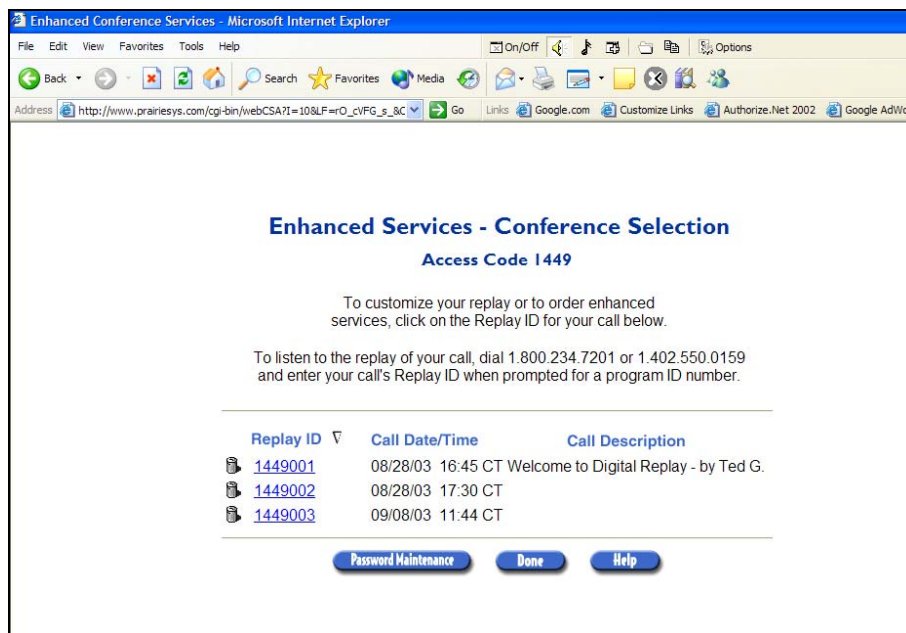 Enhanced Conference Services - Microsoft Internet Explorer
File Edit View Favorites Tools Help On/Off Options
Back Search Favorites Media
Address http://www.prairiesys.com/cgi-bin/webCSA?I=10&LF=rO_cVFG_s_&C Go Links Google.com Customize Links Authorize.Net 2002 Google AdWo
Enhanced Services - Conference Selection
Access Code 1449
To customize your replay or to order enhanced
services, click on the Replay ID for your call below.
To listen to the replay of your call, dial 1.800.234.7201 or 1.402.550.0159
and enter your call's Replay ID when prompted for a program ID number.
Replay ID Call Date/Time Call Description
1449001 08/28/03 16:45 CT Welcome to Digital Replay - by Ted G.
1449002 08/28/03 17:30 CT
1449003 09/08/03 11:44 CT
Password Maintenance Done Help